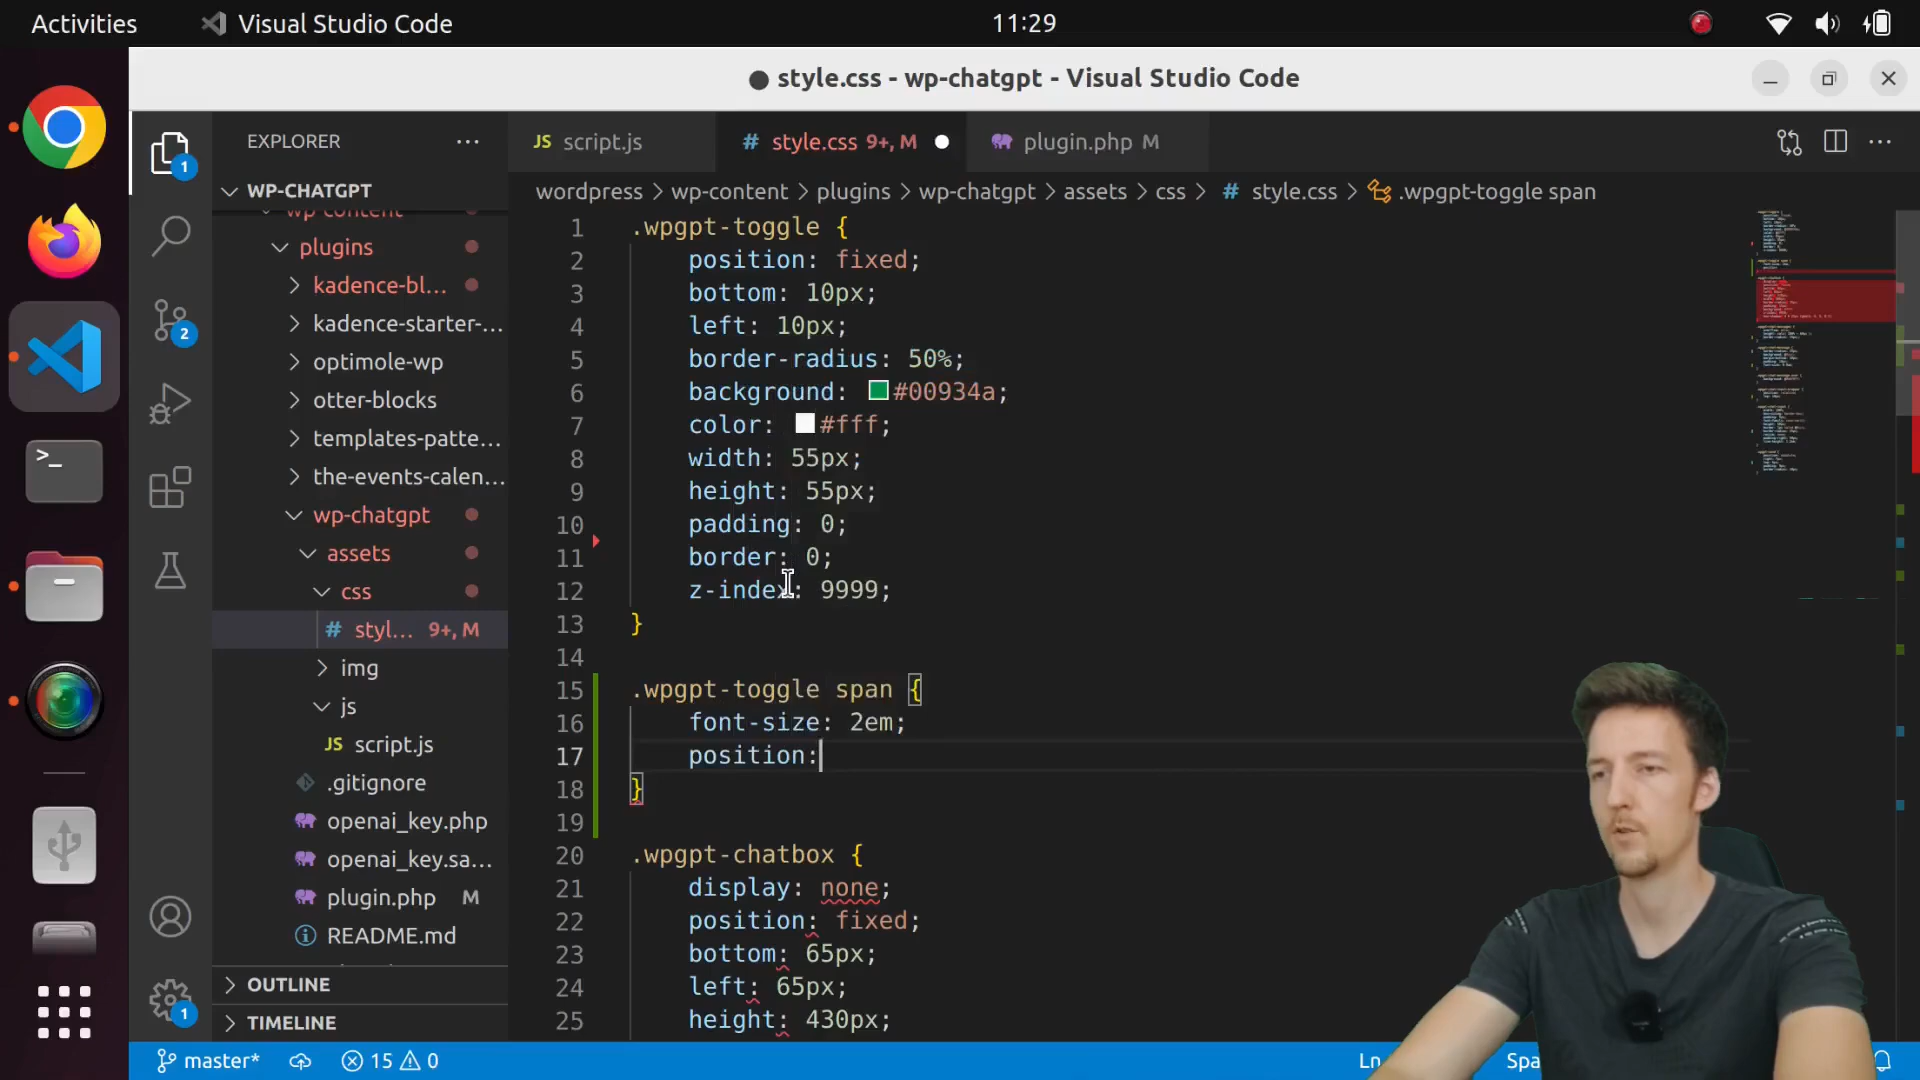 Activities
Visual Studio Code
11:29
style.css - wp-chatgpt - Visual Studio Code
EXPLORER
···
JS script.js
# style.css 9+, M
plugin.php M
WP-CHATGPT
wordpress > wp-content > plugins > wp-chatgpt > assets > css > # style.css > .wpgpt-toggle span
wp-content
plugins
kadence-bl...
kadence-starter-...
optimole-wp
otter-blocks
templates-patte...
the-events-calen...
wp-chatgpt
assets
css
# styl... 9+, M
img
js
JS script.js
.gitignore
openai_key.php
openai_key.sa...
plugin.php M
README.md
OUTLINE
TIMELINE
1
2
1
1 .wpgpt-toggle {
2 position: fixed;
3 bottom: 10px;
4 left: 10px;
5 border-radius: 50%;
6 background: #00934a;
7 color: #fff;
8 width: 55px;
9 height: 55px;
10 padding: 0;
11 border: 0;
12 z-index: 9999;
13 }
14
15 .wpgpt-toggle span {
16 font-size: 2em;
17 position:
18 }
19
20 .wpgpt-chatbox {
21 display: none;
22 position: fixed;
23 bottom: 65px;
24 left: 65px;
25 height: 430px;
master*
15 0
Ln
Spa